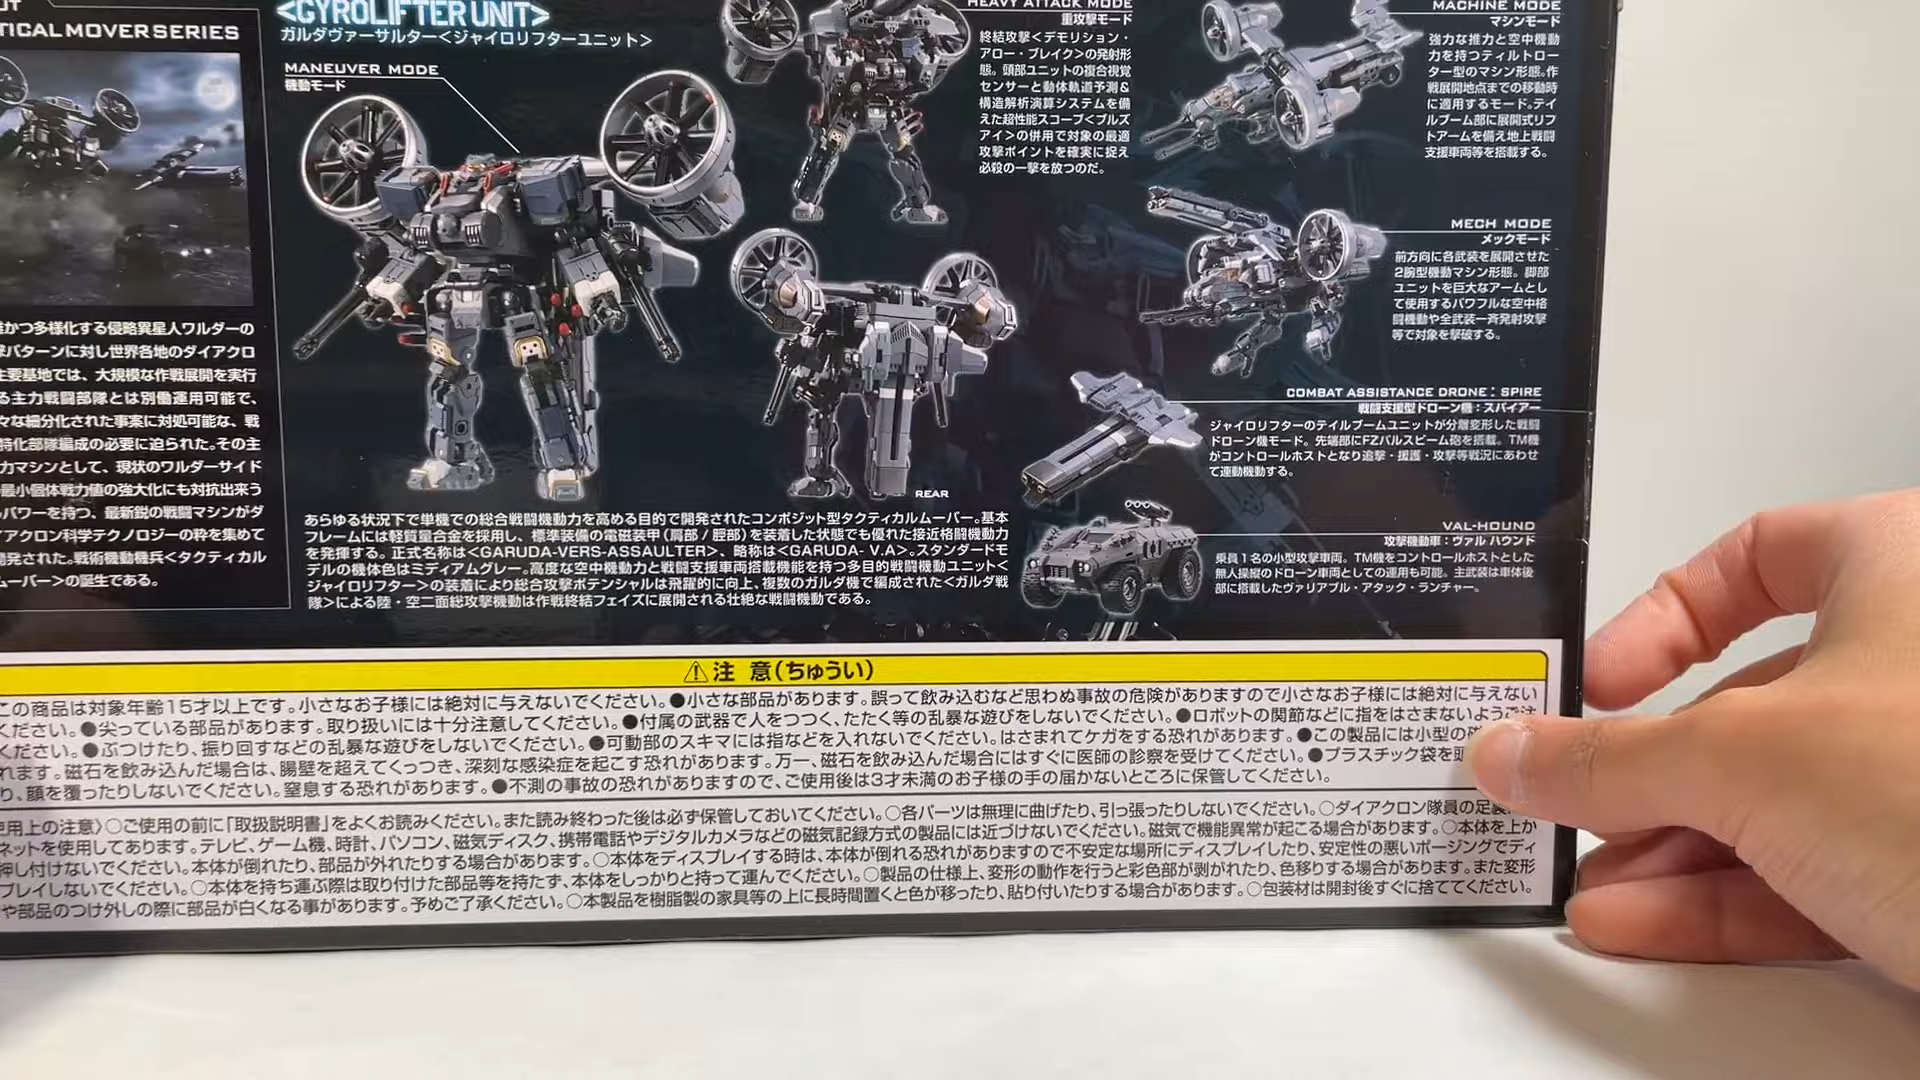 TICAL MOVER SERIES
<GYROLIFTER UNIT>
ガルダヴァーサルター<ジャイロリフターユニット>
MANEUVER MODE
機動モード
HEAVY ATTACK MODE
重攻撃モード
終結攻撃<デモリション・
アロー・ブレイク>の発射形
態。頭部ユニットの複合視覚
センサーと動体軌道予測&
構造解析演算システムを備
えた超性能スコープ<ブルズ
アイ>の併用で対象の最適
攻撃ポイントを確実に捉え
必殺の一撃を放つのだ。
MACHINE MODE
マシンモード
強力な推力と空中機動
力を持つティルトロー
ター型のマシン形態。作
戦展開地点までの移動時
に適用するモード。テイ
ルブーム部に展開式リフ
トアームを備え地上戦闘
支援車両等を搭載する。
MECH MODE
メックモード
前方向に各武装を展開させた
2腕型機動マシン形態。脚部
ユニットを巨大なアームとし
て使用するパワフルな空中格
闘機動や全武装一斉発射攻撃
等で対象を撃破する。
REAR
COMBAT ASSISTANCE DRONE : SPIRE
戦闘支援型ドローン機:スパイアー
ジャイロリフターのテイルブームユニットが分離変形した戦闘
ドローン機モード。先端部にFZパルスビーム砲を搭載。TM機
がコントロールホストとなり追撃・援護・攻撃等戦況にあわせ
て連動機動する。
VAL-HOUND
攻撃機動車:ヴァル ハウンド
乗員1名の小型攻撃車両。TM機をコントロールホストとした
無人操縦のドローン車両としての運用も可能。主武装は車体後
部に搭載したヴァリアブル・アタック・ランチャー。
かつ多様化する侵略異星人ワルダーの
撃パターンに対し世界各地のダイアクロ
主要基地では、大規模な作戦展開を実行
る主力戦闘部隊とは別働運用可能で、
々な細分化された事案に対処可能な、戦
特化部隊編成の必要に迫られた。その主
力マシンとして、現状のワルダーサイド
最小個体戦力値の強大化にも対抗出来う
パワーを持つ、最新鋭の戦闘マシンがダ
アクロン科学テクノロジーの粋を集めて
開発された。戦術機動機兵<タクティカル
ムーバー>の誕生である。
あらゆる状況下で単機での総合戦闘機動力を高める目的で開発されたコンポジット型タクティカルムーバー。基本
フレームには軽質量合金を採用し、標準装備の電磁装甲(肩部/脛部)を装着した状態でも優れた接近格闘機動力
を発揮する。正式名称は<GARUDA-VERS-ASSAULTER>、略称は<GARUDA- V.A>。スタンダードモ
デルの機体色はミディアムグレー。高度な空中機動力と戦闘支援車両搭載機能を持つ多目的戦闘機動ユニット<
ジャイロリフター>の装着により総合攻撃ポテンシャルは飛躍的に向上、複数のガルダ機で編成された<ガルダ戦
隊>による陸・空二面総攻撃機動は作戦終結フェイズに展開される壮絶な戦闘機動である。
⚠注 意(ちゅうい)
この商品は対象年齢15才以上です。小さなお子様には絶対に与えないでください。●小さな部品があります。誤って飲み込むなど思わぬ事故の危険がありますので小さなお子様には絶対に与えない
ください。●尖っている部品があります。取り扱いには十分注意してください。●付属の武器で人をつつく、たたく等の乱暴な遊びをしないでください。●ロボットの関節などに指をはさまないようご注
ください。●ぶつけたり、振り回すなどの乱暴な遊びをしないでください。●可動部のスキマには指などを入れないでください。はさまれてケガをする恐れがあります。●この製品には小型の
れます。磁石を飲み込んだ場合は、腸壁を超えてくっつき、深刻な感染症を起こす恐れがあります。万一、磁石を飲み込んだ場合にはすぐに医師の診察を受けてください。●プラスチック袋を
り、顔を覆ったりしないでください。窒息する恐れがあります。●不測の事故の恐れがありますので、ご使用後は3才未満のお子様の手の届かないところに保管してください。
使用上の注意〉○ご使用の前に「取扱説明書」をよくお読みください。また読み終わった後は必ず保管しておいてください。○各パーツは無理に曲げたり、引っ張ったりしないでください。○ダイアクロン隊員の足裏
ネットを使用してあります。テレビ、ゲーム機、時計、パソコン、磁気ディスク、携帯電話やデジタルカメラなどの磁気記録方式の製品には近づけないでください。磁気で機能異常が起こる場合があります。○本体を上か
押し付けないでください。本体が倒れたり、部品が外れたりする場合があります。○本体をディスプレイする時は、本体が倒れる恐れがありますので不安定な場所にディスプレイしたり、安定性の悪いポージングでディ
プレイしないでください。○本体を持ち運ぶ際は取り付けた部品等を持たず、本体をしっかりと持って運んでください。○製品の仕様上、変形の動作を行うと彩色部が剥がれたり、色移りする場合があります。また変形
や部品のつけ外しの際に部品が白くなる事があります。予めご了承ください。○本製品を樹脂製の家具等の上に長時間置くと色が移ったり、貼り付いたりする場合があります。○包装材は開封後すぐに捨ててください。